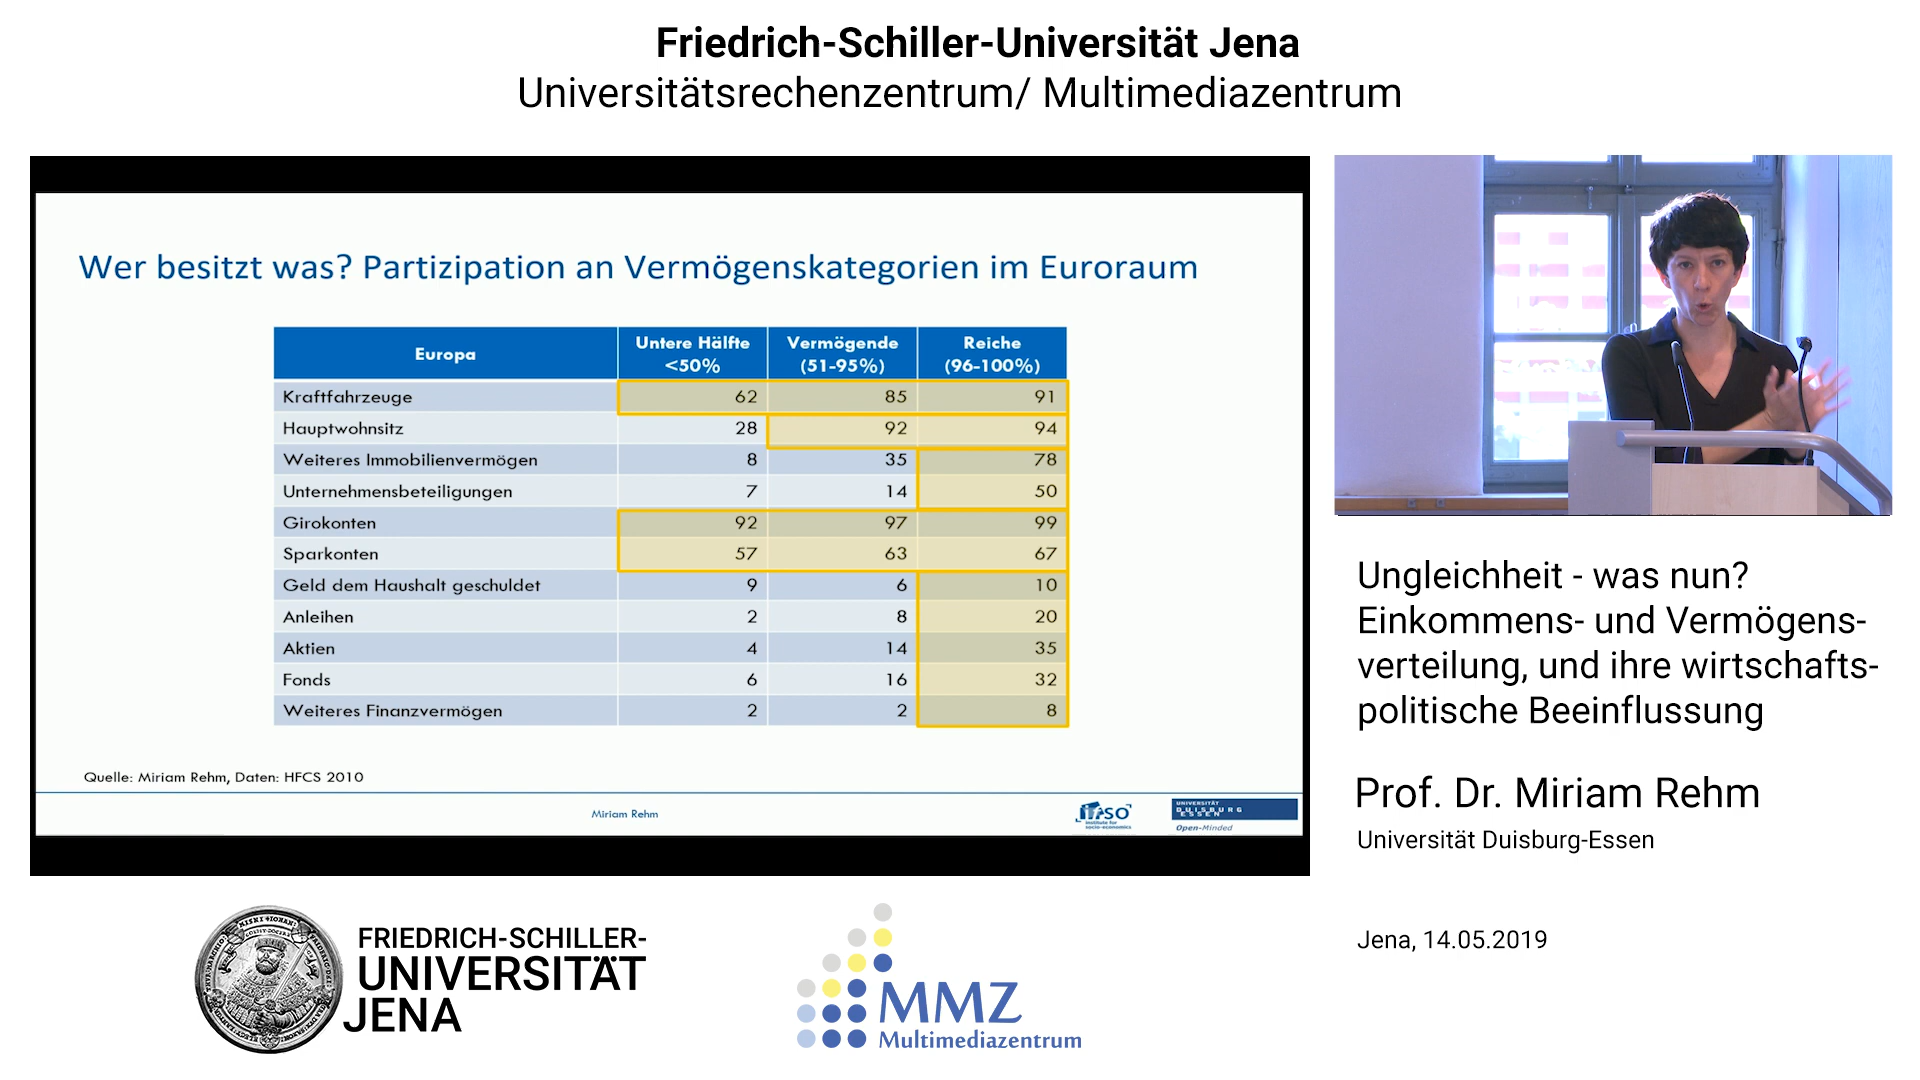 Friedrich-Schiller-Universität Jena
Universitätsrechenzentrum/ Multimediazentrum
Wer besitzt was? Partizipation an Vermögenskategorien im Euroraum
Europa Untere Hälfte <50% Vermögende (51-95%) Reiche (96-100%)
Kraftfahrzeuge 62 85 91
Hauptwohnsitz 28 92 94
Weiteres Immobilienvermögen 8 35 78
Unternehmensbeteiligungen 7 14 50
Girokonten 92 97 99
Sparkonten 57 63 67
Geld dem Haushalt geschuldet 9 6 10
Anleihen 2 8 20
Aktien 4 14 35
Fonds 6 16 32
Weiteres Finanzvermögen 2 2 8
Quelle: Miriam Rehm, Daten: HFCS 2010
Miriam Rehm
ifso
institute for
socio-economics
UNIVERSITÄT
DUISBURG
ESSEN
Open-Minded
Ungleichheit - was nun?
Einkommens- und Vermögens-
verteilung, und ihre wirtschafts-
politische Beeinflussung
Prof. Dr. Miriam Rehm
Universität Duisburg-Essen
Jena, 14.05.2019
FRIEDRICH-SCHILLER-
UNIVERSITÄT
JENA
MMZ
Multimediazentrum